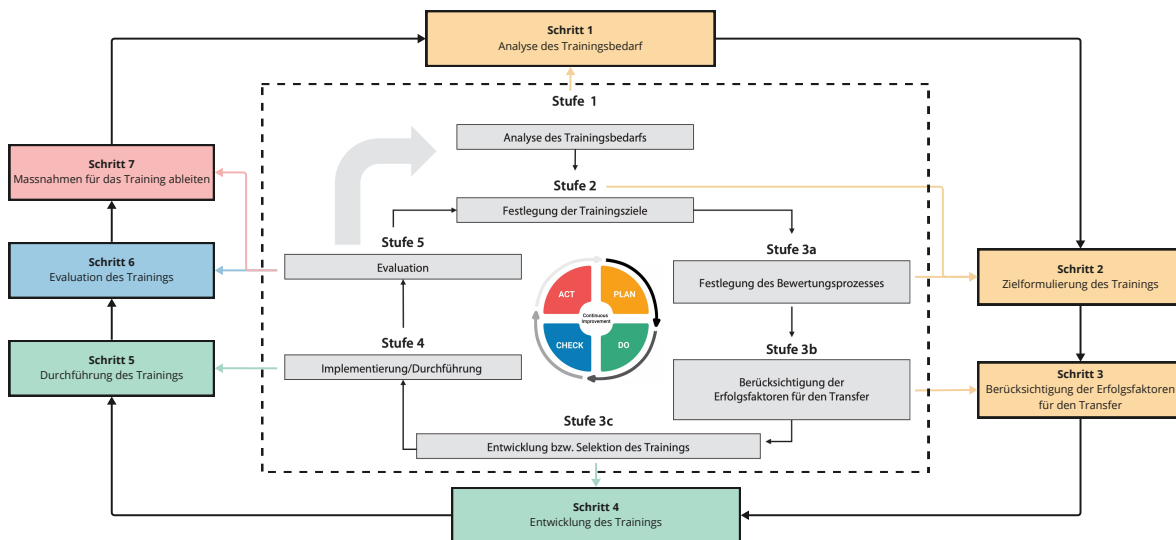 Schritt 1
Analyse des Trainingsbedarf
Stufe 1
Analyse des Trainingsbedarfs
Schritt 7
Massnahmen für das Training ableiten
Stufe 2
Festlegung der Trainingsziele
Stufe 5
Evaluation
Stufe 3a
Festlegung des Bewertungsprozesses
Schritt 6
Evaluation des Trainings
Schritt 2
Zielformulierung des Trainings
ACT
PLAN
Continuous
Improvement
CHECK
DO
Stufe 4
Implementierung/Durchführung
Stufe 3b
Berücksichtigung der
Erfolgsfaktoren für den Transfer
Schritt 5
Durchführung des Trainings
Schritt 3
Berücksichtigung der Erfolgsfaktoren
für den Transfer
Stufe 3c
Entwicklung bzw. Selektion des Trainings
Schritt 4
Entwicklung des Trainings